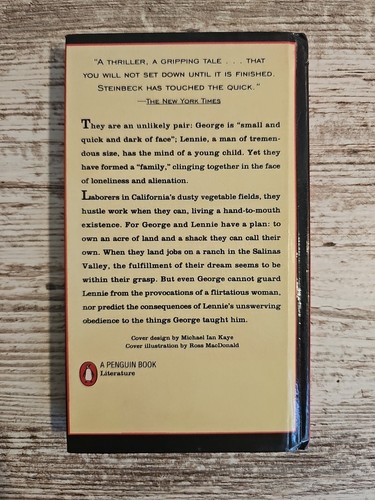 "A THRILLER, A GRIPPING TALE . . . THAT
YOU WILL NOT SET DOWN UNTIL IT IS FINISHED.
STEINBECK HAS TOUCHED THE QUICK."
—THE NEW YORK TIMES
They are an unlikely pair: George is "small and
quick and dark of face"; Lennie, a man of tremen-
dous size, has the mind of a young child. Yet they
have formed a "family," clinging together in the face
of loneliness and alienation.
Laborers in California's dusty vegetable fields, they
hustle work when they can, living a hand-to-mouth
existence. For George and Lennie have a plan: to
own an acre of land and a shack they can call their
own. When they land jobs on a ranch in the Salinas
Valley, the fulfillment of their dream seems to be
within their grasp. But even George cannot guard
Lennie from the provocations of a flirtatious woman,
nor predict the consequences of Lennie's unswerving
obedience to the things George taught him.
Cover design by Michael Ian Kaye
Cover illustration by Ross MacDonald
A PENGUIN BOOK
Literature